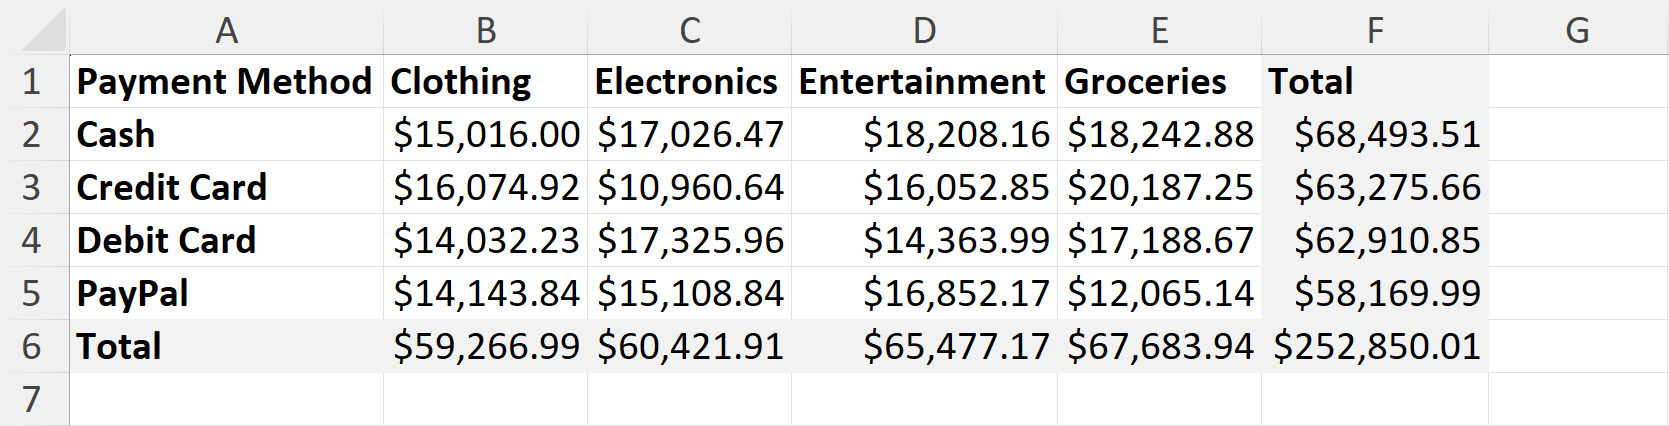 A B C D E F G
1 Payment Method Clothing Electronics Entertainment Groceries Total
2 Cash $15,016.00 $17,026.47 $18,208.16 $18,242.88 $68,493.51
3 Credit Card $16,074.92 $10,960.64 $16,052.85 $20,187.25 $63,275.66
4 Debit Card $14,032.23 $17,325.96 $14,363.99 $17,188.67 $62,910.85
5 PayPal $14,143.84 $15,108.84 $16,852.17 $12,065.14 $58,169.99
6 Total $59,266.99 $60,421.91 $65,477.17 $67,683.94 $252,850.01
7